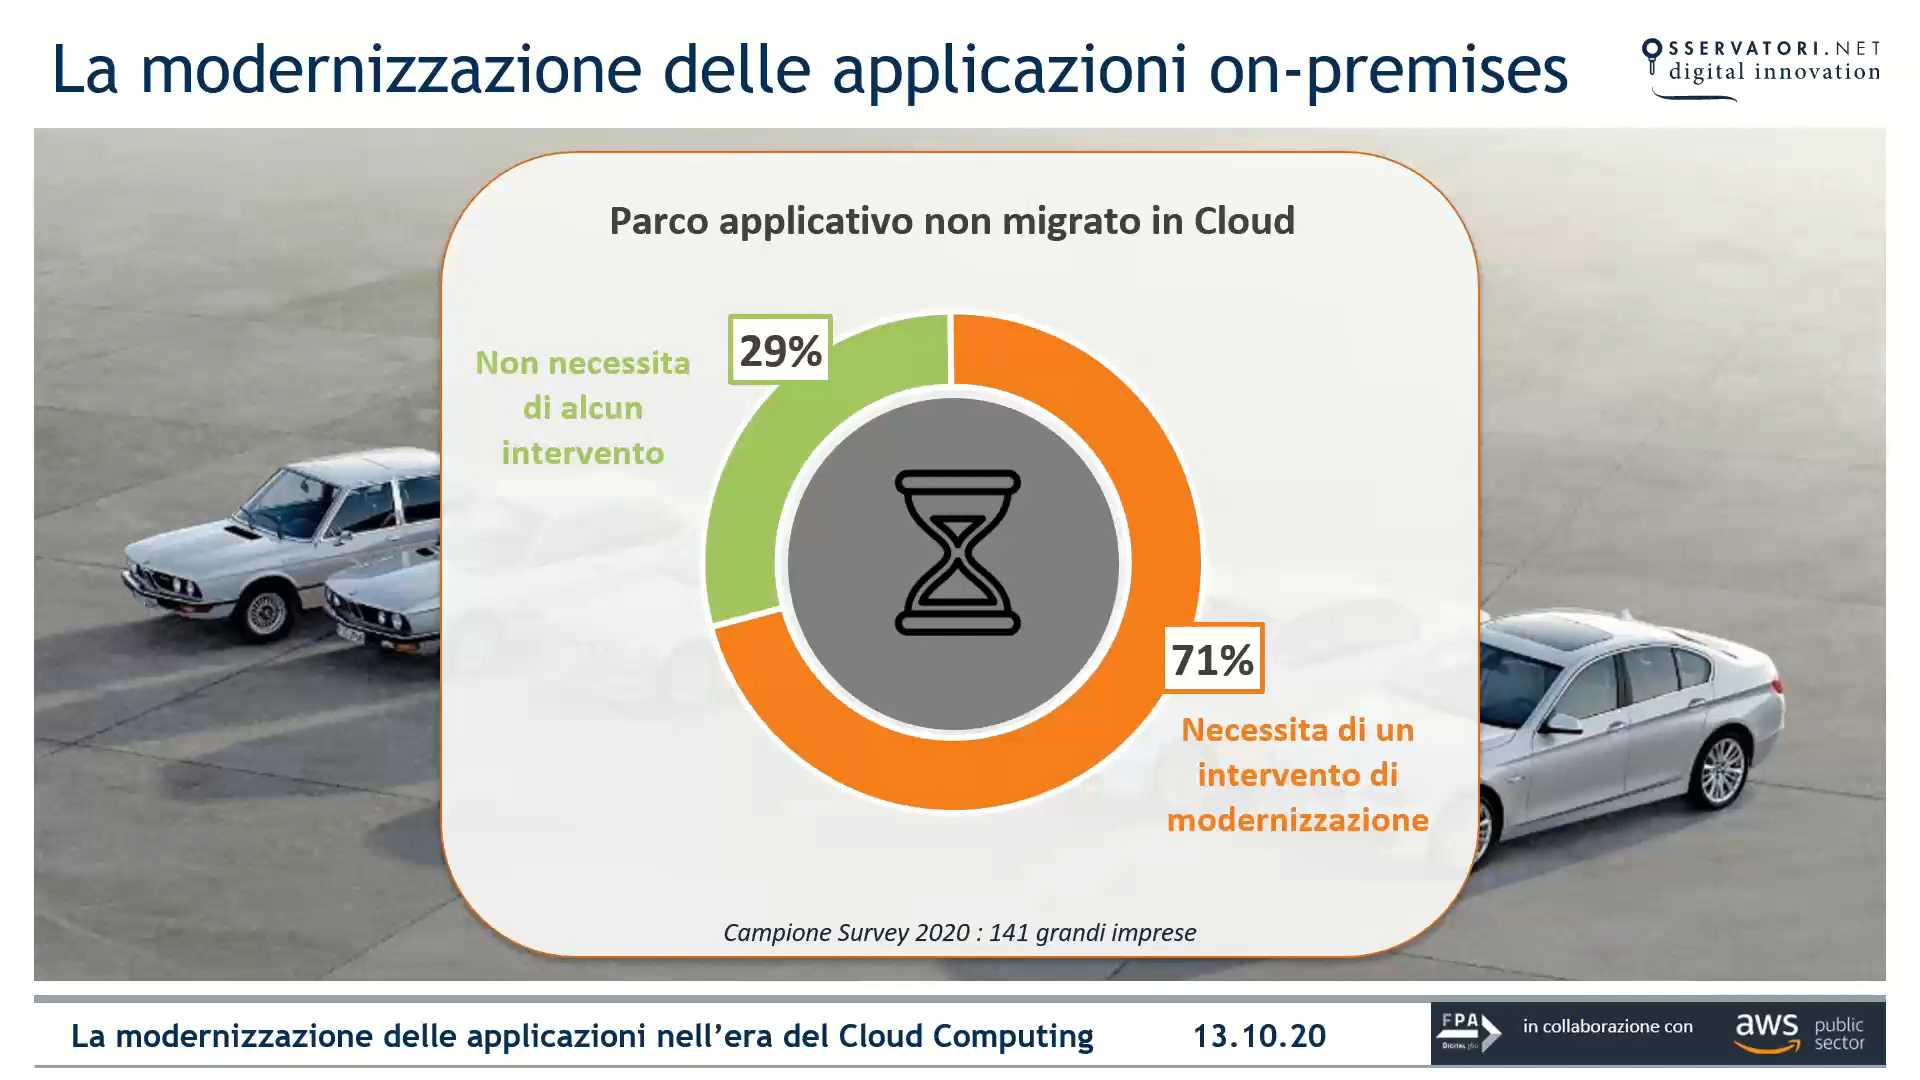 La modernizzazione delle applicazioni on-premises
OSSERVATORI.NET
digital innovation
Parco applicativo non migrato in Cloud
29%
Non necessita
di alcun
intervento
71%
Necessita di un
intervento di
modernizzazione
Campione Survey 2020 : 141 grandi imprese
La modernizzazione delle applicazioni nell’era del Cloud Computing
13.10.20
FPA
DIGITAL 360
in collaborazione con
aws
public
sector